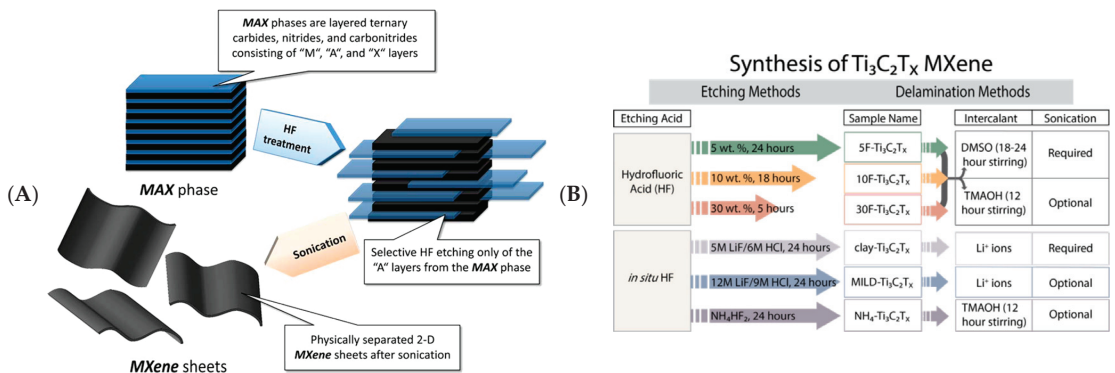 (A)
MAX phases are layered ternary
carbides, nitrides, and carbonitrides
consisting of “M”, “A”, and “X” layers
HF
treatment
MAX phase
Selective HF etching only of the
“A” layers from the MAX phase
Sonication
Physically separated 2-D
MXene sheets after sonication
MXene sheets
(B)
Synthesis of Ti₃C₂Tₓ MXene
Etching Methods
Delamination Methods
Etching Acid
Sample Name
Intercalant
Sonication
Hydrofluoric
Acid (HF)
5 wt. %, 24 hours
5F-Ti₃C₂Tₓ
10 wt. %, 18 hours
10F-Ti₃C₂Tₓ
30 wt. %, 5 hours
30F-Ti₃C₂Tₓ
DMSO (18-24
hour stirring)
Required
TMAOH (12
hour stirring)
Optional
in situ HF
5M LiF/6M HCl, 24 hours
clay-Ti₃C₂Tₓ
Li⁺ ions
Required
12M LiF/9M HCl, 24 hours
MILD-Ti₃C₂Tₓ
Li⁺ ions
Optional
NH₄HF₂, 24 hours
NH₄-Ti₃C₂Tₓ
TMAOH (12
hour stirring)
Optional